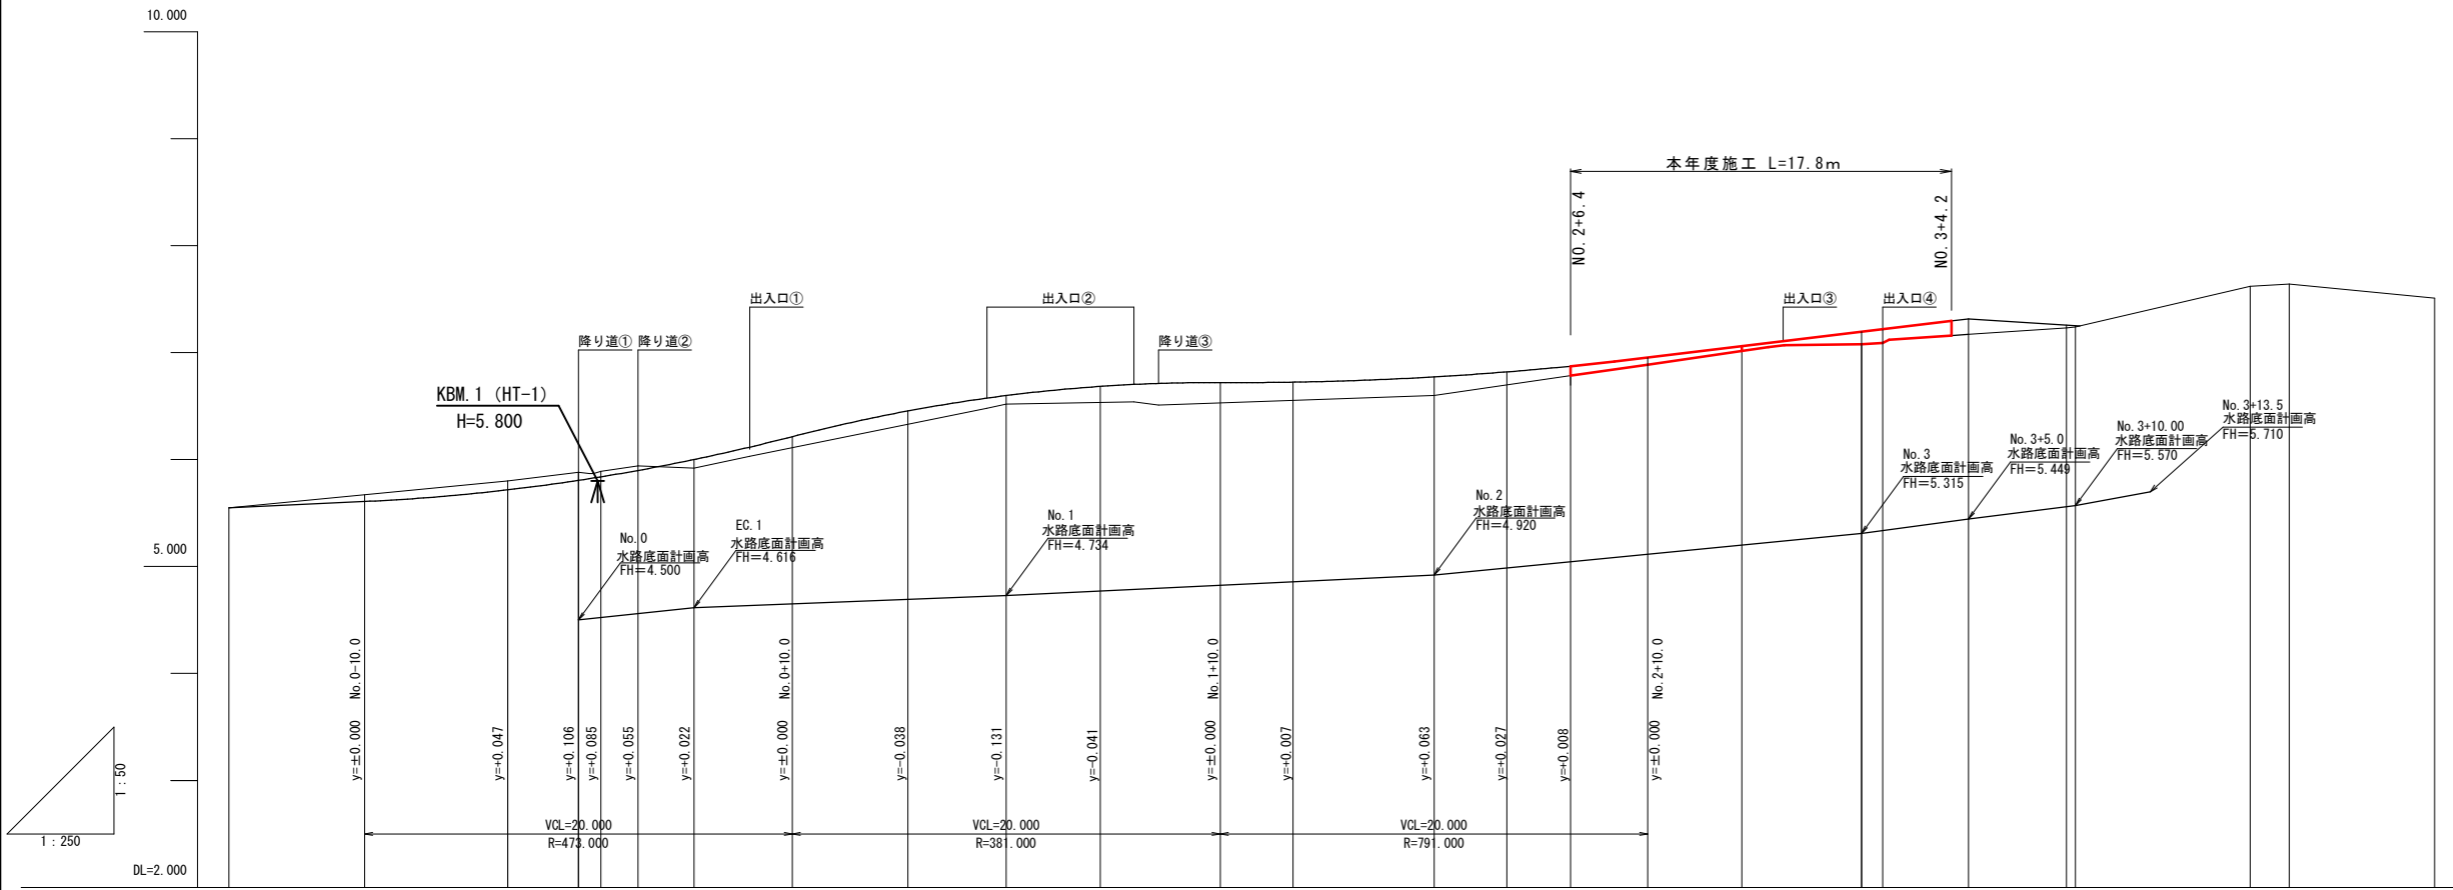 10.000
本年度施工 L=17.8m
NO.2+6.4
NO.3+4.2
出入口①
出入口②
出入口③
出入口④
降り道①
降り道②
降り道③
KBM.1 (HT-1)
H=5.800
5.000
No.0
水路底面計画高
FH=4.500
EC.1
水路底面計画高
FH=4.616
No.1
水路底面計画高
FH=4.734
No.2
水路底面計画高
FH=4.920
No.3
水路底面計画高
FH=5.315
No.3+5.0
水路底面計画高
FH=5.449
No.3+10.00
水路底面計画高
FH=5.570
No.3+13.5
水路底面計画高
FH=5.710
y=±0.000 No.0-10.0
y=+0.047
y=+0.106
y=+0.085
y=+0.055
y=+0.022
y=±0.000 No.0+10.0
y=-0.038
y=-0.131
y=-0.041
y=±0.000 No.1+10.0
y=+0.007
y=+0.063
y=+0.027
y=+0.008
y=±0.000 No.2+10.0
VCL=20.000
R=473.000
VCL=20.000
R=381.000
VCL=20.000
R=791.000
1:50
1:250
DL=2.000